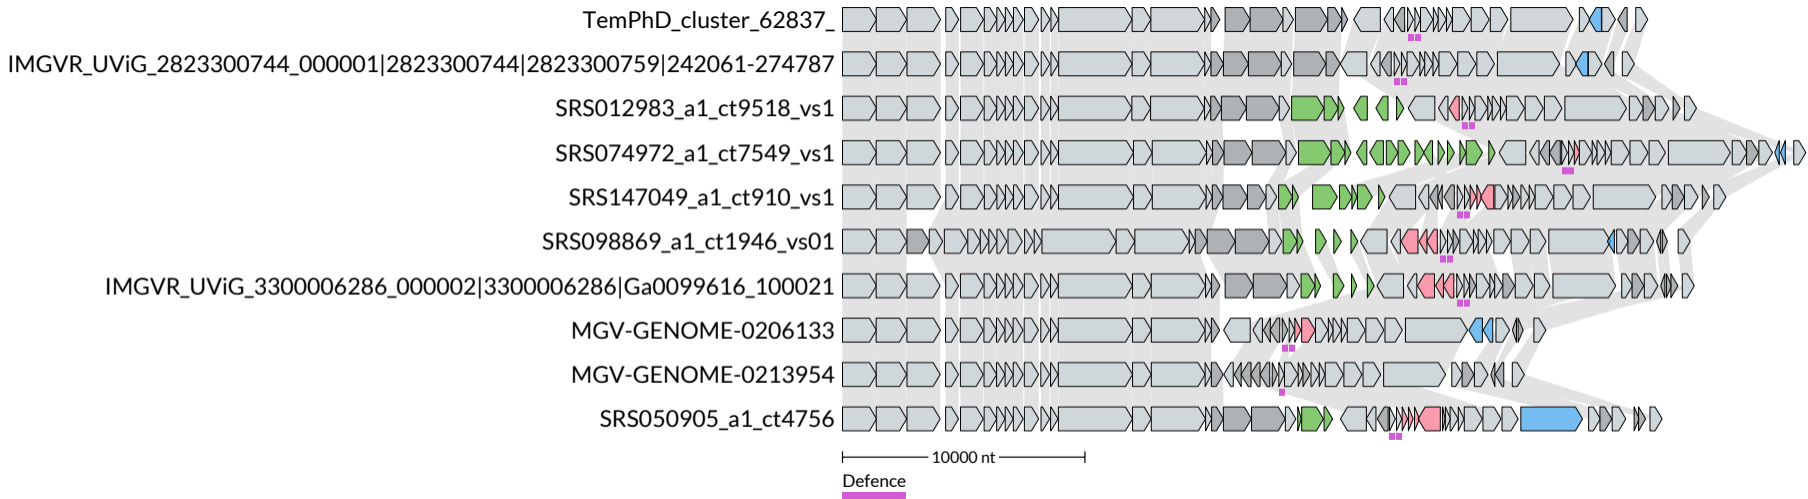 TemPhD_cluster_62837_
IMGVR_UViG_2823300744_000001|2823300744|2823300759|242061-274787
SRS012983_a1_ct9518_vs1
SRS074972_a1_ct7549_vs1
SRS147049_a1_ct910_vs1
SRS098869_a1_ct1946_vs01
IMGVR_UViG_3300006286_000002|3300006286|Ga0099616_100021
MGV-GENOME-0206133
MGV-GENOME-0213954
SRS050905_a1_ct4756
10000 nt
Defence